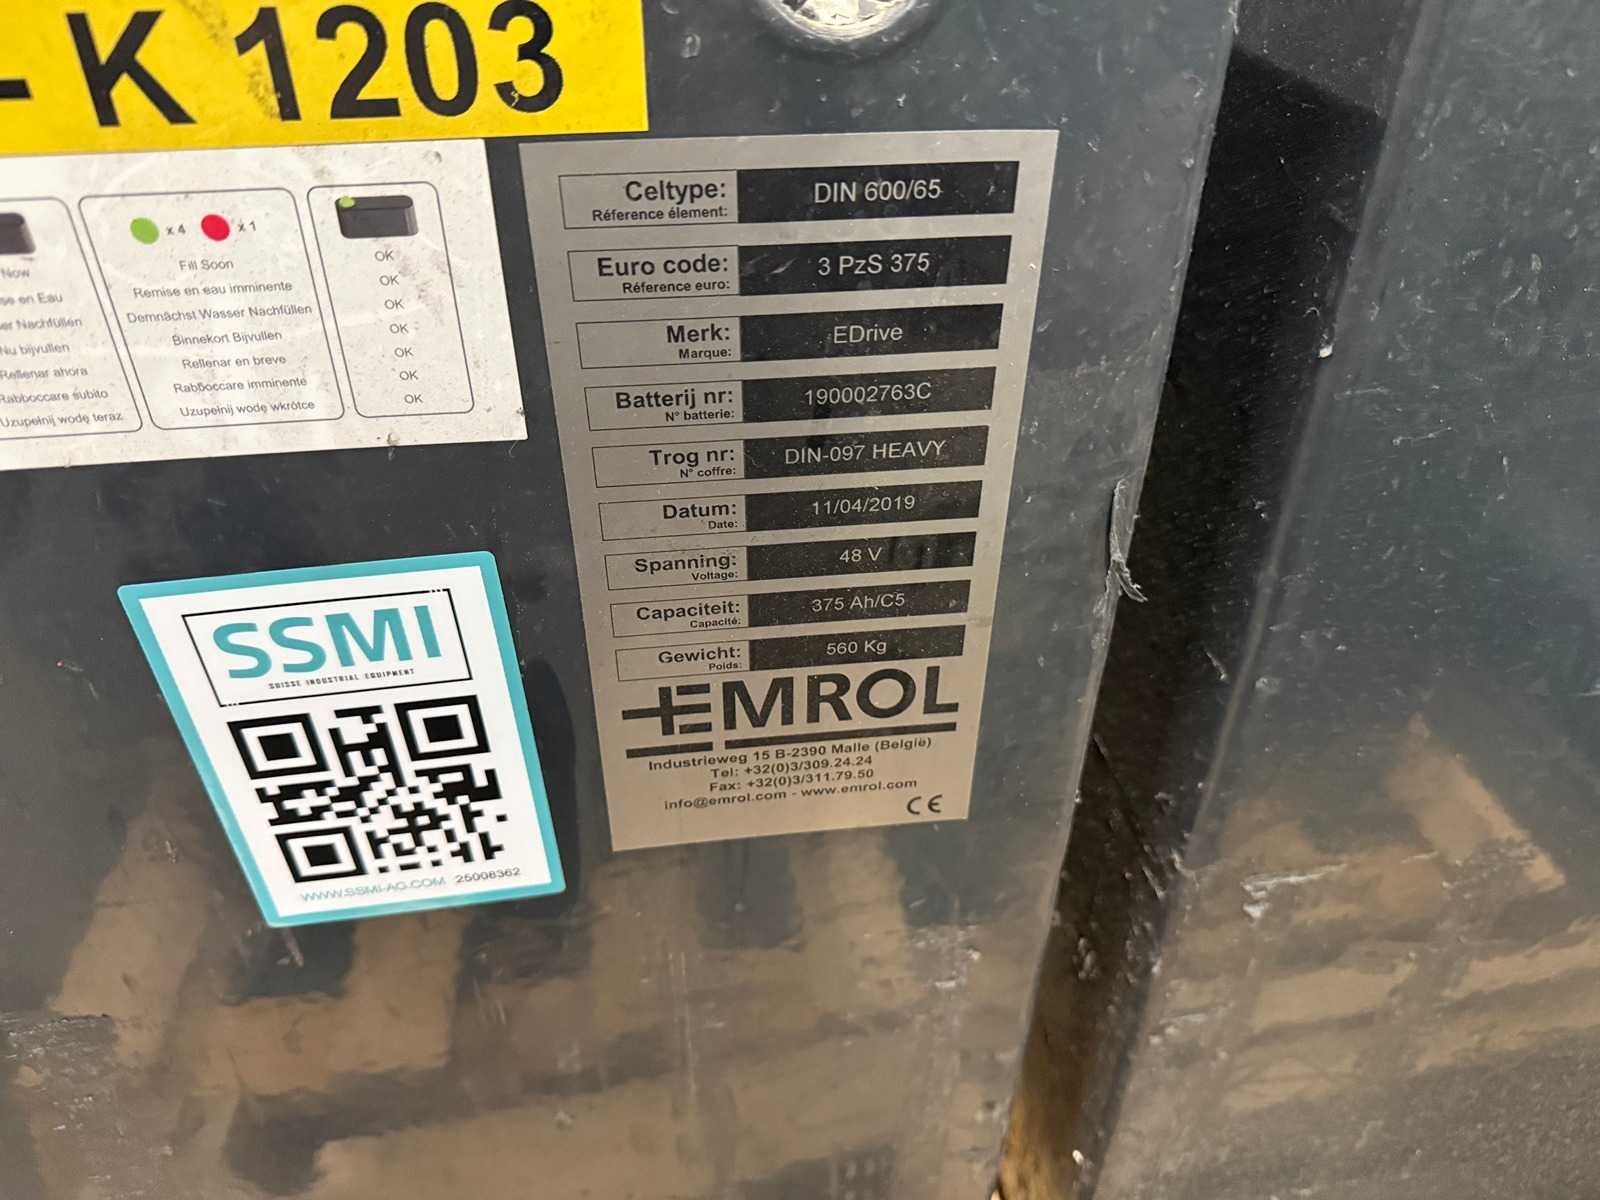 - K 1203
Now
se en Eau
er Nachfüllen
Nu bijvullen
Rellenar ahora
Rabboccare subito
Uzupełnij wodę teraz
x 4 x 1
Fill Soon
Remise en eau imminente
Demnächst Wasser Nachfüllen
Binnekort Bijvullen
Rellenar en breve
Rabboccare imminente
Uzupełnij wodę wkrótce
OK
OK
OK
OK
OK
OK
OK
Celtype: DIN 600/65
Réference élement:
Euro code: 3 PzS 375
Réference euro:
Merk: EDrive
Marque:
Batterij nr: 190002763C
N° batterie:
Trog nr: DIN-097 HEAVY
N° coffre:
Datum: 11/04/2019
Date:
Spanning: 48 V
Voltage:
Capaciteit: 375 Ah/C5
Capacité:
Gewicht: 560 Kg
Poids:
EMROL
Industrieweg 15 B-2390 Malle (België)
Tel: +32(0)3/309.24.24
Fax: +32(0)3/311.79.50
info@emrol.com - www.emrol.com
CE
SSMI
SUISSE INDUSTRIAL EQUIPMENT
WWW.SSMI-AG.COM 25008362